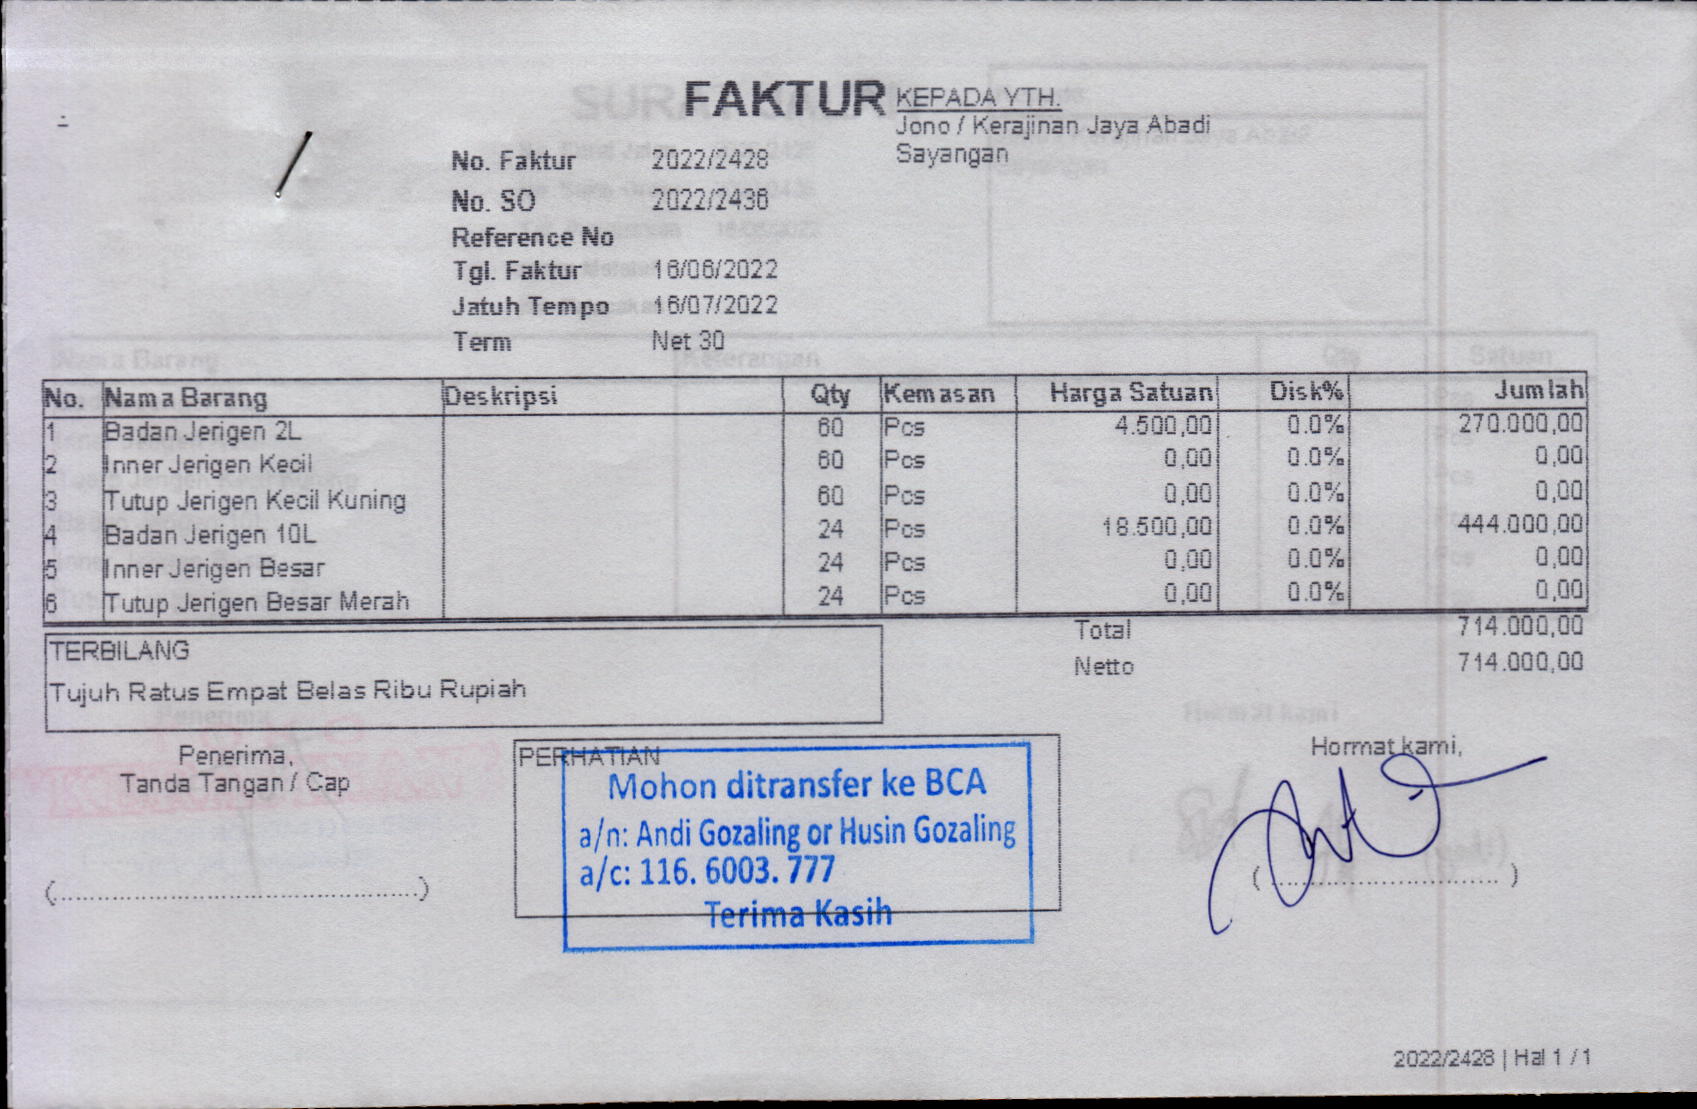 FAKTUR
KEPADA YTH.
Jono / Kerajinan Jaya Abadi
Sayangan
No. Faktur 2022/2428
No. SO 2022/2436
Reference No
Tgl. Faktur 16/06/2022
Jatuh Tempo 16/07/2022
Term Net 30
No. Nama Barang Deskripsi Qty Kemasan Harga Satuan Disk% Jumlah
1 Badan Jerigen 2L 60 Pcs 4.500,00 0.0% 270.000,00
2 Inner Jerigen Kecil 60 Pcs 0,00 0.0% 0,00
3 Tutup Jerigen Kecil Kuning 60 Pcs 0,00 0.0% 0,00
4 Badan Jerigen 10L 24 Pcs 18.500,00 0.0% 444.000,00
5 Inner Jerigen Besar 24 Pcs 0,00 0.0% 0,00
6 Tutup Jerigen Besar Merah 24 Pcs 0,00 0.0% 0,00
Total 714.000,00
Netto 714.000,00
TERBILANG
Tujuh Ratus Empat Belas Ribu Rupiah
Penerima,
Tanda Tangan / Cap
(............................................)
PERHATIAN
Mohon ditransfer ke BCA
a/n: Andi Gozaling or Husin Gozaling
a/c: 116. 6003. 777
Terima Kasih
Hormat kami,
( ............................ )
2022/2428 | Hal 1 / 1